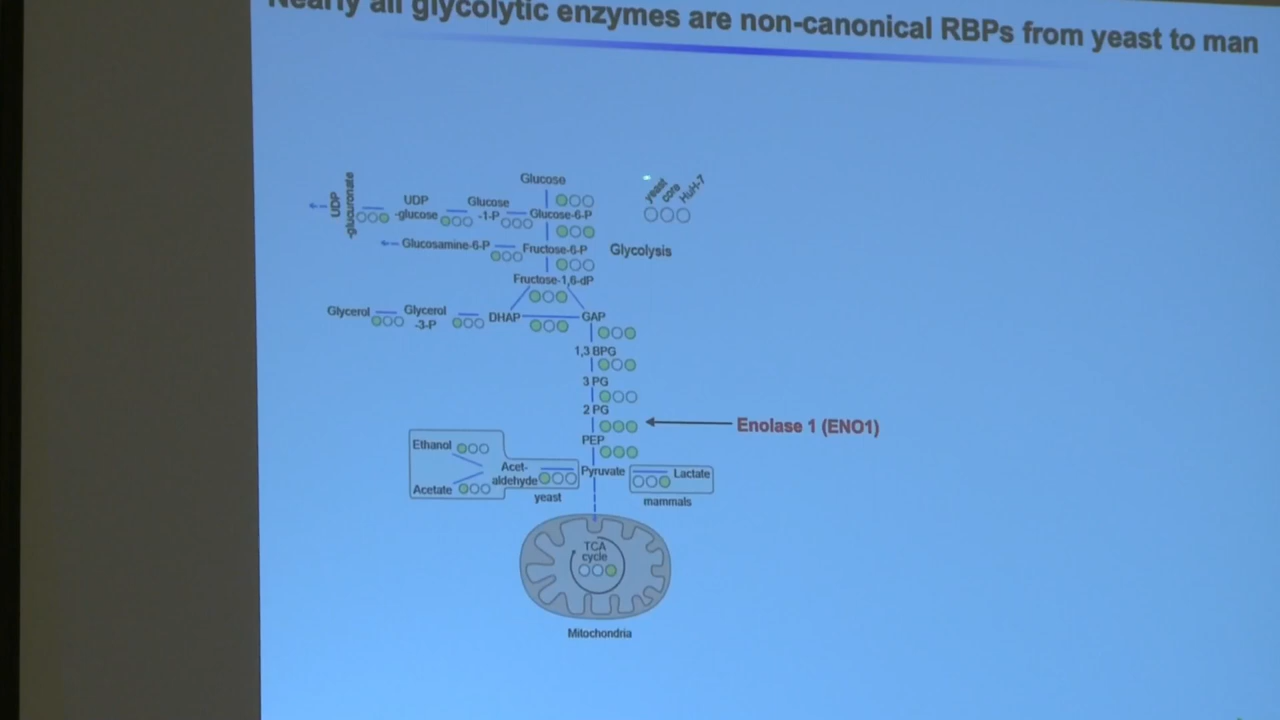 Nearly all glycolytic enzymes are non-canonical RBPs from yeast to man
yeast
core
HuH-7
Glucose
UDP
-glucuronate
UDP
-glucose
Glucose
-1-P
Glucose-6-P
Glucosamine-6-P
Fructose-6-P
Glycolysis
Fructose-1,6-dP
Glycerol
Glycerol
-3-P
DHAP
GAP
1,3 BPG
3 PG
2 PG
Enolase 1 (ENO1)
PEP
Ethanol
Acet-
aldehyde
Acetate
yeast
Pyruvate
Lactate
mammals
TCA
cycle
Mitochondria